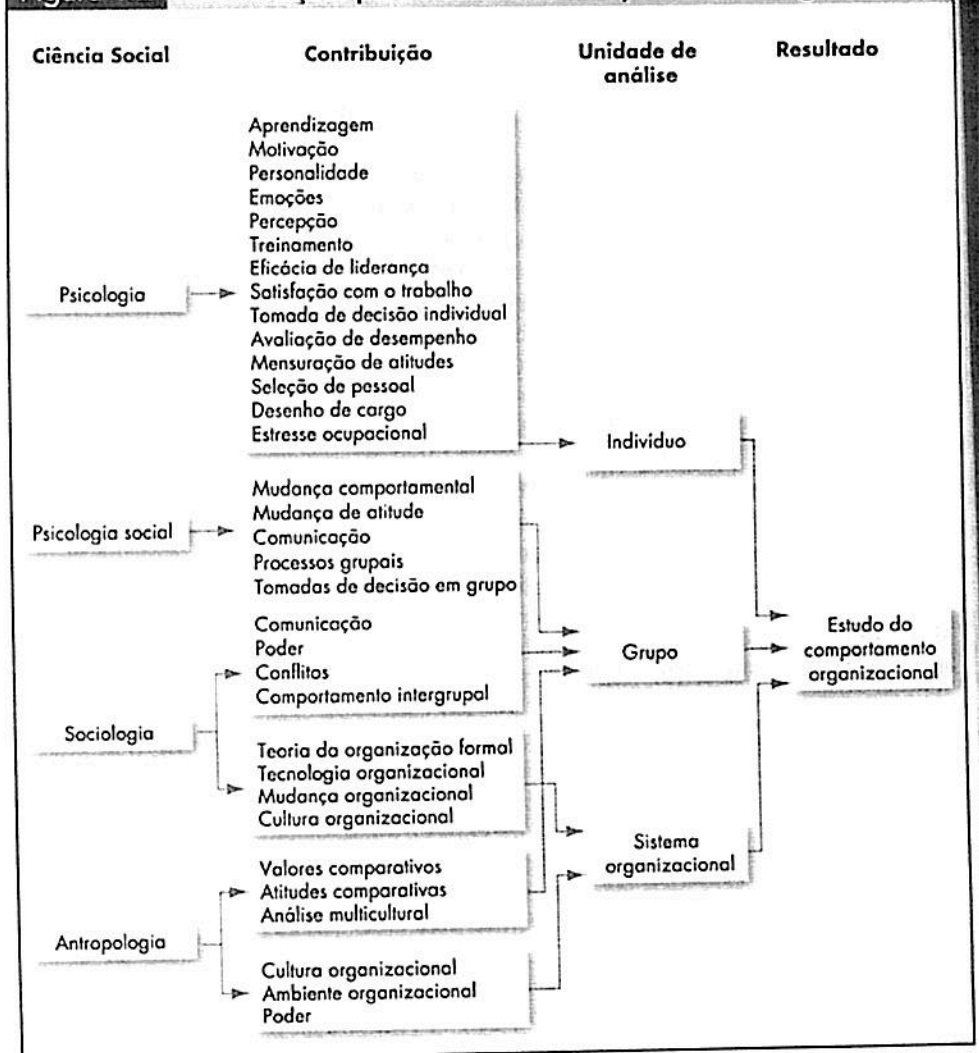 Ciência Social
Contribuição
Unidade de
análise
Resultado
Psicologia
Aprendizagem
Motivação
Personalidade
Emoções
Percepção
Treinamento
Eficácia de liderança
Satisfação com o trabalho
Tomada de decisão individual
Avaliação de desempenho
Mensuração de atitudes
Seleção de pessoal
Desenho de cargo
Estresse ocupacional
Indivíduo
Psicologia social
Mudança comportamental
Mudança de atitude
Comunicação
Processos grupais
Tomadas de decisão em grupo
Sociologia
Comunicação
Poder
Conflitos
Comportamento intergrupal
Grupo
Estudo do
comportamento
organizacional
Teoria da organização formal
Tecnologia organizacional
Mudança organizacional
Cultura organizacional
Sistema
organizacional
Antropologia
Valores comparativos
Atitudes comparativas
Análise multicultural
Cultura organizacional
Ambiente organizacional
Poder